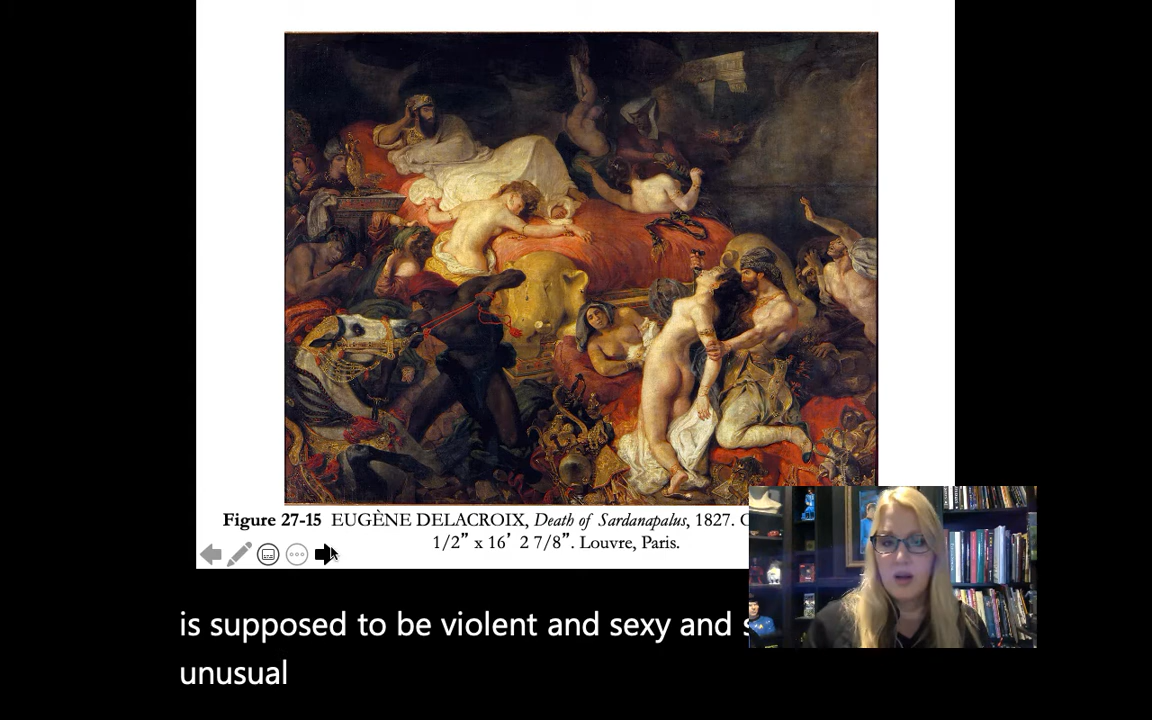 Figure 27-15 EUGÈNE DELACROIX, Death of Sardanapalus, 1827.
1/2” x 16’ 2 7/8”. Louvre, Paris.
is supposed to be violent and sexy and
unusual